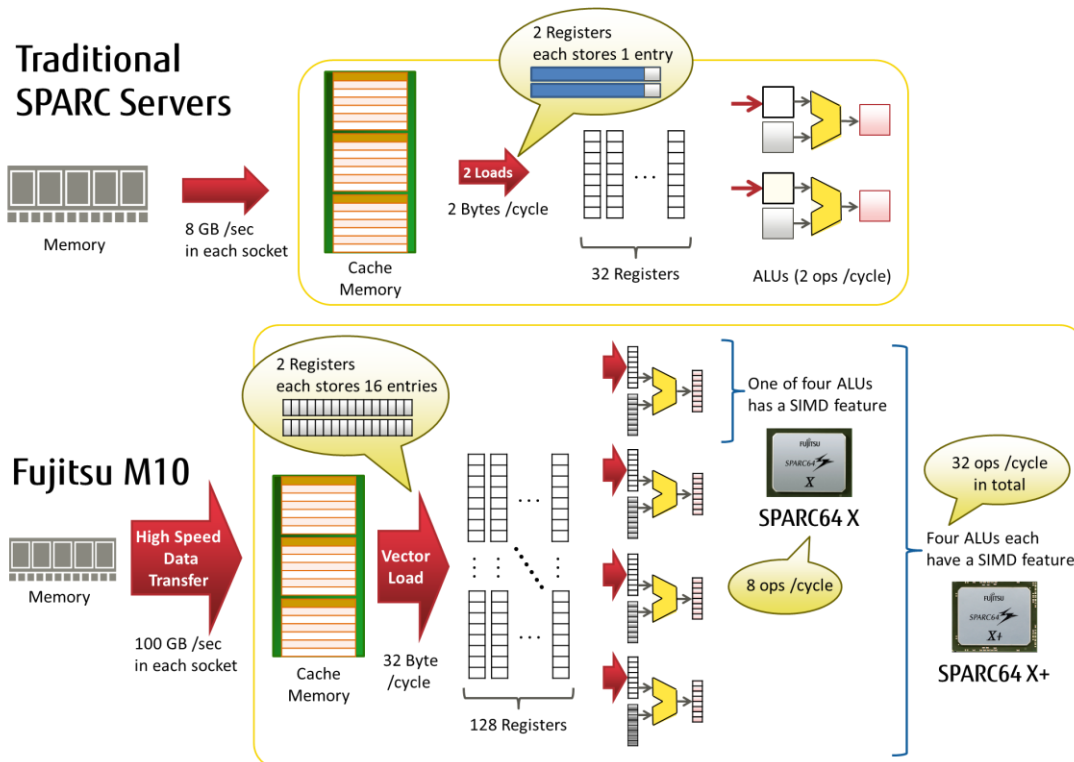 Traditional
SPARC Servers
2 Registers
each stores 1 entry
Memory
8 GB /sec
in each socket
Cache
Memory
2 Loads
2 Bytes /cycle
...
32 Registers
ALUs (2 ops /cycle)
Fujitsu M10
2 Registers
each stores 16 entries
Memory
High Speed
Data
Transfer
100 GB /sec
in each socket
Cache
Memory
Vector
Load
32 Byte
/cycle
...
...
128 Registers
One of four ALUs
has a SIMD feature
FUJITSU
SPARC64
X
SPARC64 X
8 ops /cycle
32 ops /cycle
in total
Four ALUs each
have a SIMD feature
FUJITSU
SPARC64
X+
SPARC64 X+